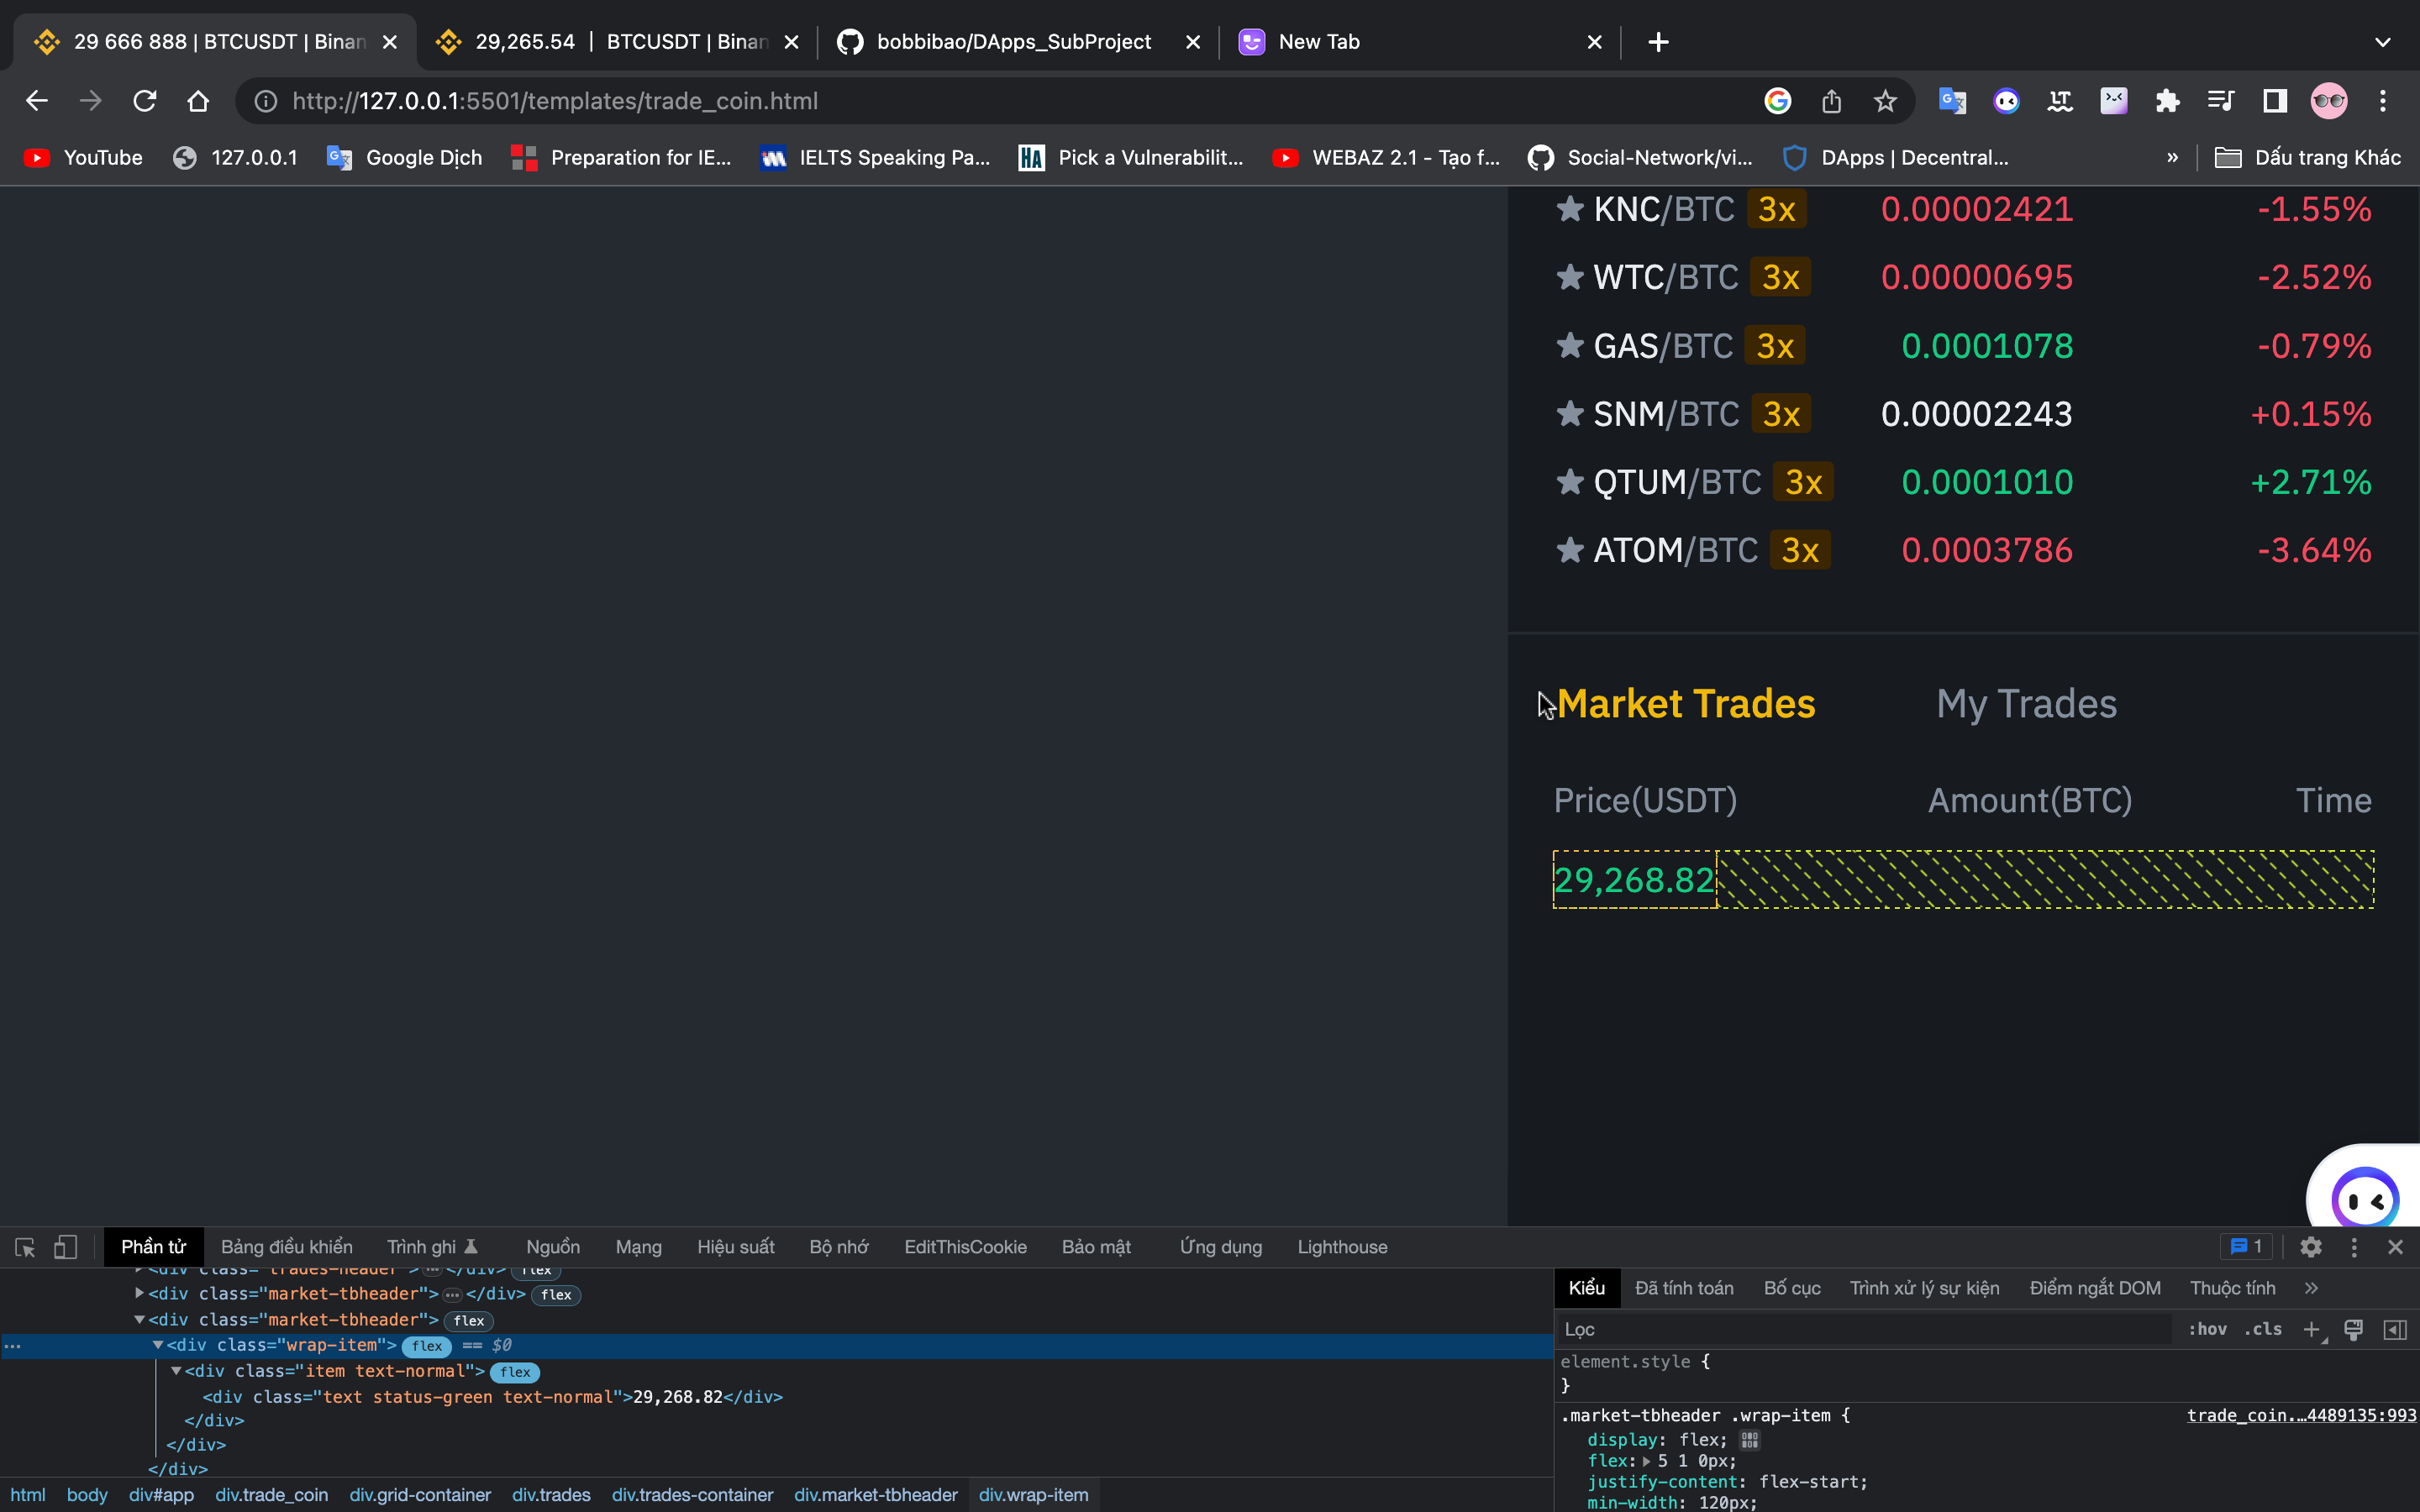 29 666 888 | BTCUSDT | Binan
29,265.54 | BTCUSDT | Binan
bobbibao/DApps_SubProject
New Tab
http://127.0.0.1:5501/templates/trade_coin.html
YouTube
127.0.0.1
Google Dịch
Preparation for IE...
IELTS Speaking Pa...
HA
Pick a Vulnerabilit...
WEBAZ 2.1 - Tạo f...
Social-Network/vi...
DApps | Decentral...
»
Dấu trang Khác
KNC/BTC 3x 0.00002421 -1.55%
WTC/BTC 3x 0.00000695 -2.52%
GAS/BTC 3x 0.0001078 -0.79%
SNM/BTC 3x 0.00002243 +0.15%
QTUM/BTC 3x 0.0001010 +2.71%
ATOM/BTC 3x 0.0003786 -3.64%
Market Trades My Trades
Price(USDT) Amount(BTC) Time
29,268.82
Phần tử Bảng điều khiển Trình ghi Nguồn Mạng Hiệu suất Bộ nhớ EditThisCookie Bảo mật Ứng dụng Lighthouse 1
<div class="trades-header">…</div> flex
<div class="market-tbheader">…</div> flex
<div class="market-tbheader"> flex
<div class="wrap-item"> flex == $0
<div class="item text-normal"> flex
<div class="text status-green text-normal">29,268.82</div>
</div>
</div>
</div>
html body div#app div.trade_coin div.grid-container div.trades div.trades-container div.market-tbheader div.wrap-item
Kiểu Đã tính toán Bố cục Trình xử lý sự kiện Điểm ngắt DOM Thuộc tính »
Lọc :hov .cls
element.style {
}
.market-tbheader .wrap-item { trade_coin.…4489135:993
display: flex;
flex: 5 1 0px;
justify-content: flex-start;
min-width: 120px;